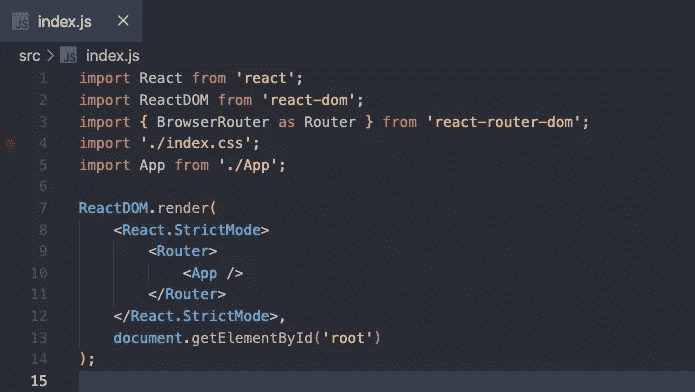 JS index.js ×
src > JS index.js
1 import React from 'react';
2 import ReactDOM from 'react-dom';
3 import { BrowserRouter as Router } from 'react-router-dom';
4 import './index.css';
5 import App from './App';
6
7 ReactDOM.render(
8 <React.StrictMode>
9 <Router>
10 <App />
11 </Router>
12 </React.StrictMode>,
13 document.getElementById('root')
14 );
15